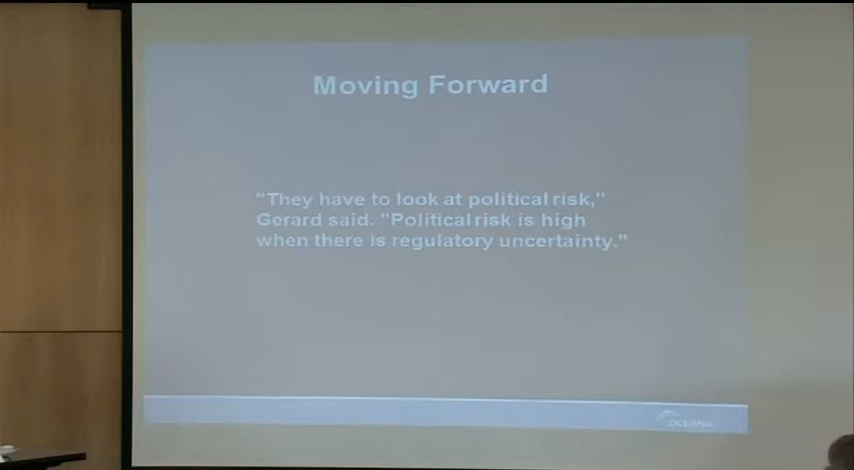 Moving Forward
"They have to look at political risk,"
Gerard said. "Political risk is high
when there is regulatory uncertainty."
OCEANA